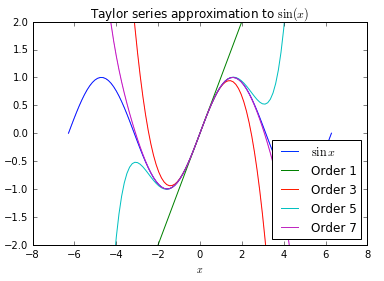 Taylor series approximation to sin(x)
2.0
1.5
1.0
0.5
0.0
−0.5
−1.0
−1.5
−2.0
sin x
Order 1
Order 3
Order 5
Order 7
−8 −6 −4 −2 0 2 4 6 8
x